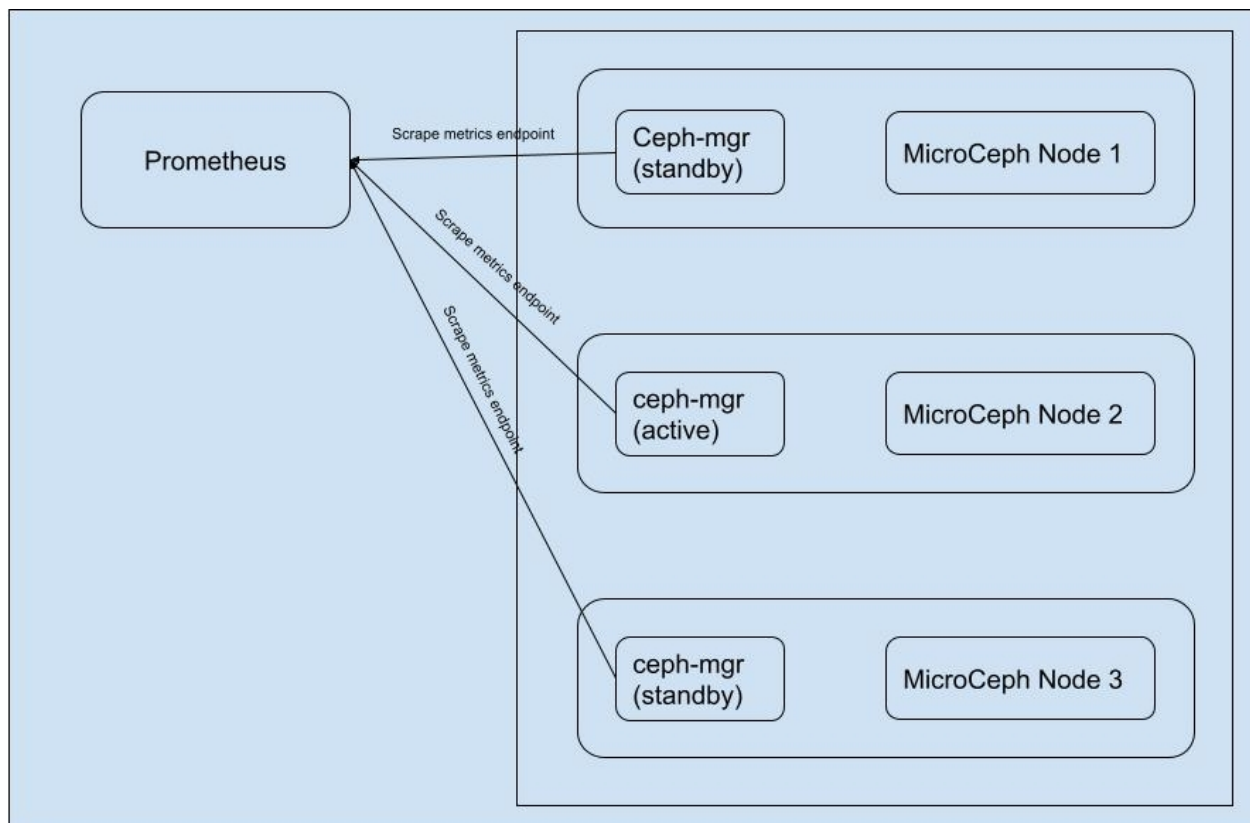 Prometheus
Scrape metrics endpoint
Scrape metrics endpoint
Scrape metrics endpoint
Ceph-mgr
(standby)
MicroCeph Node 1
ceph-mgr
(active)
MicroCeph Node 2
ceph-mgr
(standby)
MicroCeph Node 3